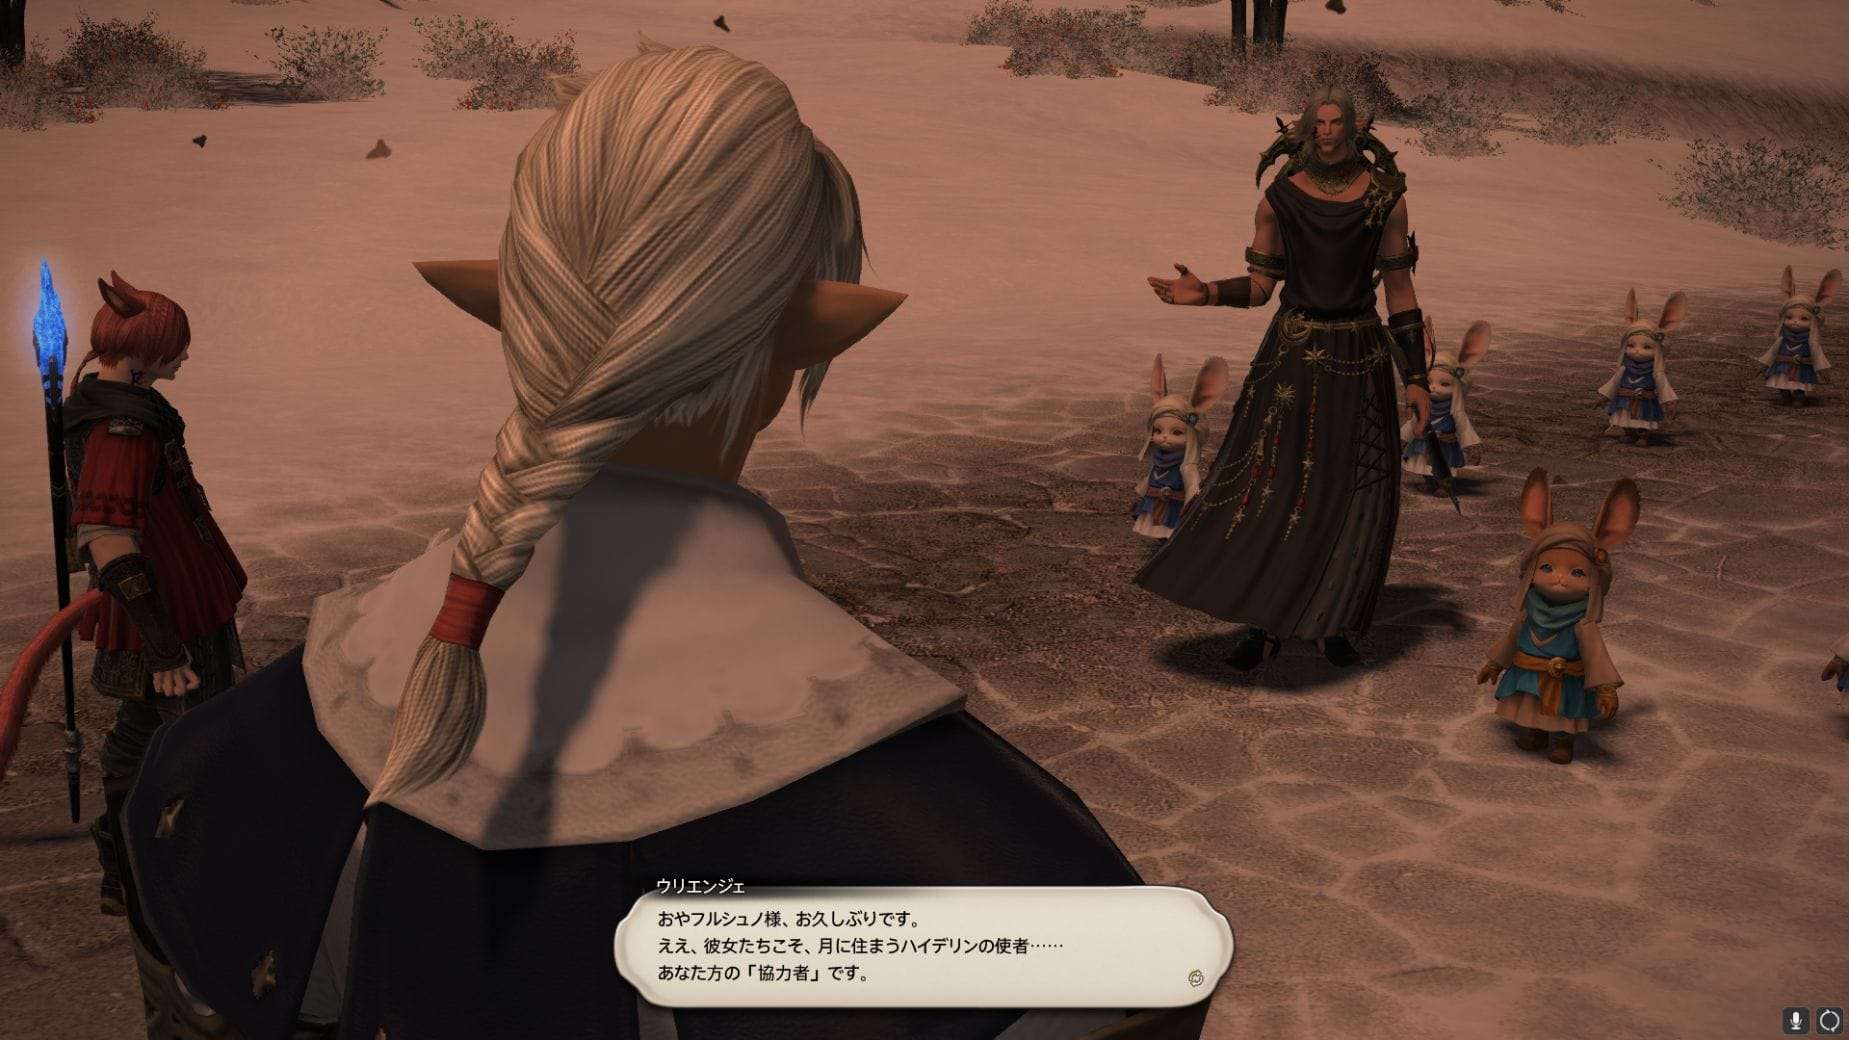 ウリエンジェ
おやフルシュノ様、お久しぶりです。
ええ、彼女たちこそ、月に住まうハイデリンの使者……
あなた方の「協力者」です。